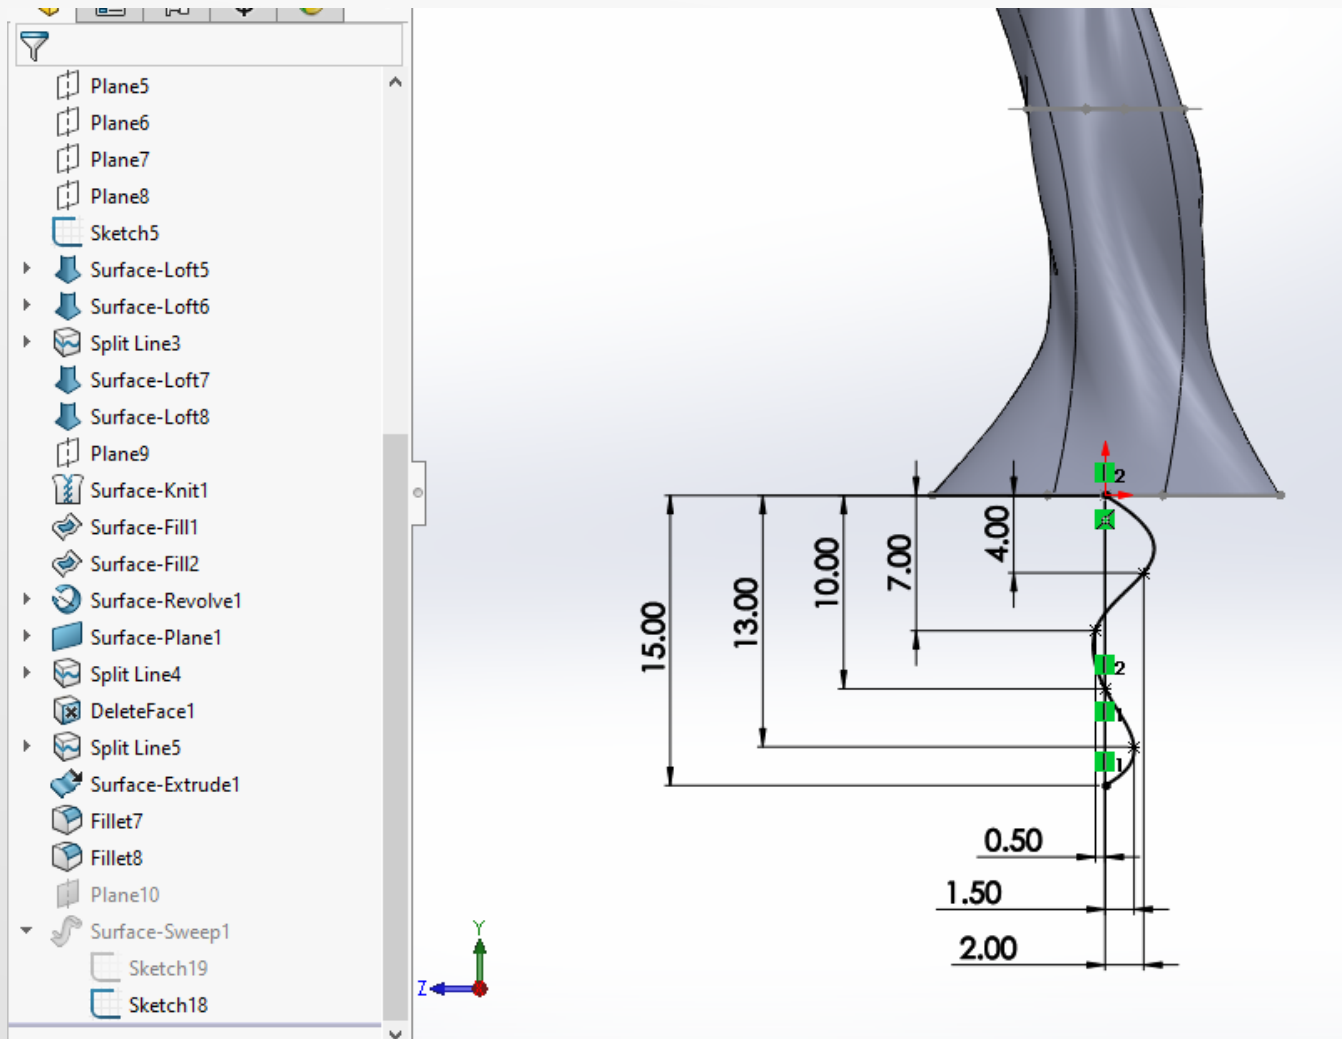 Plane5
Plane6
Plane7
Plane8
Sketch5
Surface-Loft5
Surface-Loft6
Split Line3
Surface-Loft7
Surface-Loft8
Plane9
Surface-Knit1
Surface-Fill1
Surface-Fill2
Surface-Revolve1
Surface-Plane1
Split Line4
DeleteFace1
Split Line5
Surface-Extrude1
Fillet7
Fillet8
Plane10
Surface-Sweep1
Sketch19
Sketch18
2
4.00
7.00
10.00
13.00
15.00
2
1
1
0.50
1.50
2.00
Y
Z